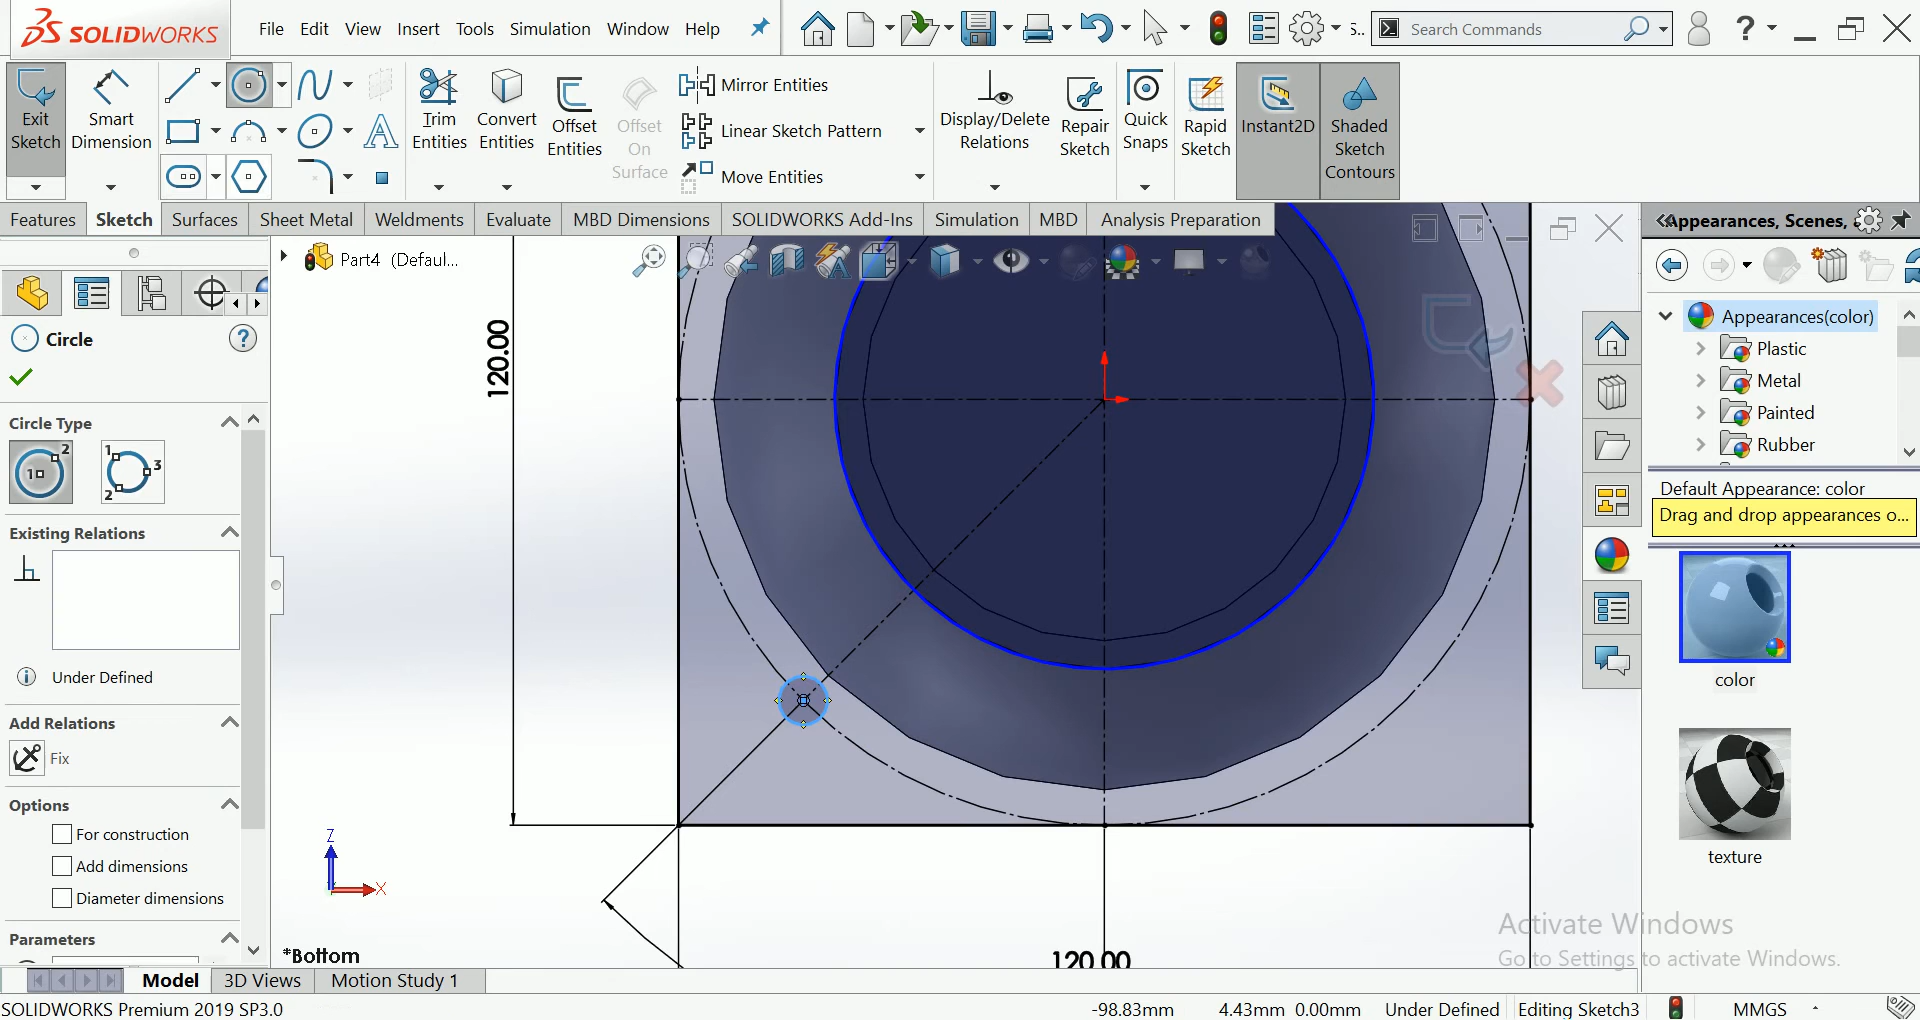 SOLIDWORKS
File Edit View Insert Tools Simulation Window Help
S..
Search Commands
?
Exit Sketch
Smart Dimension
Trim Entities
Convert Entities
Offset Entities
Offset On Surface
Mirror Entities
Linear Sketch Pattern
Move Entities
Display/Delete Relations
Repair Sketch
Quick Snaps
Rapid Sketch
Instant2D
Shaded Sketch Contours
Features Sketch Surfaces Sheet Metal Weldments Evaluate MBD Dimensions SOLIDWORKS Add-Ins Simulation MBD Analysis Preparation
Part4 (Defaul...
Circle
?
Circle Type
1 2
1 2 3
Existing Relations
Under Defined
Add Relations
Fix
Options
For construction
Add dimensions
Diameter dimensions
Parameters
120.00
120.00
Z
X
*Bottom
Appearances, Scenes,
Appearances(color)
Plastic
Metal
Painted
Rubber
Default Appearance: color
Drag and drop appearances o...
color
texture
Activate Windows
Go to Settings to activate Windows.
Model 3D Views Motion Study 1
SOLIDWORKS Premium 2019 SP3.0
-98.83mm 4.43mm 0.00mm Under Defined Editing Sketch3 MMGS